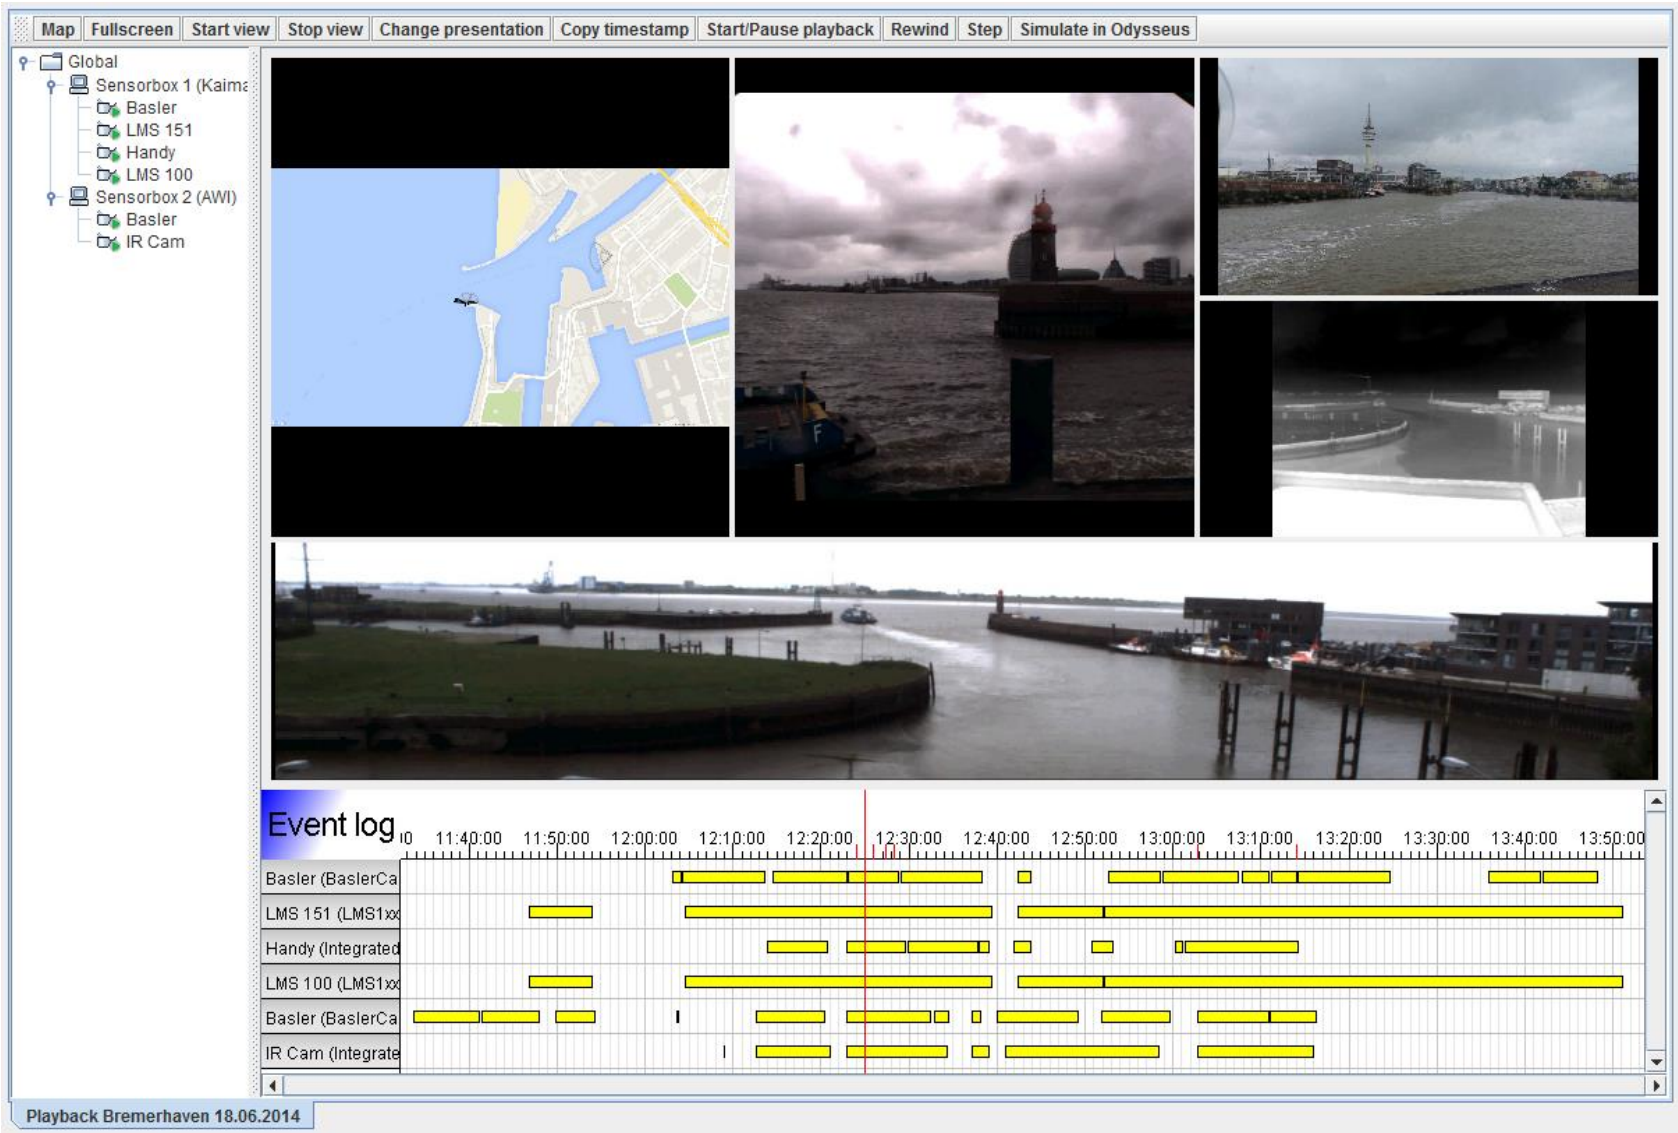 Map Fullscreen Start view Stop view Change presentation Copy timestamp Start/Pause playback Rewind Step Simulate in Odysseus
Global
Sensorbox 1 (Kaima
Basler
LMS 151
Handy
LMS 100
Sensorbox 2 (AWI)
Basler
IR Cam
F
Event log
11:40:00 11:50:00 12:00:00 12:10:00 12:20:00 12:30:00 12:40:00 12:50:00 13:00:00 13:10:00 13:20:00 13:30:00 13:40:00 13:50:00
Basler (BaslerCa
LMS 151 (LMS1xx
Handy (Integrated
LMS 100 (LMS1xx
Basler (BaslerCa
IR Cam (Integrate
Playback Bremerhaven 18.06.2014